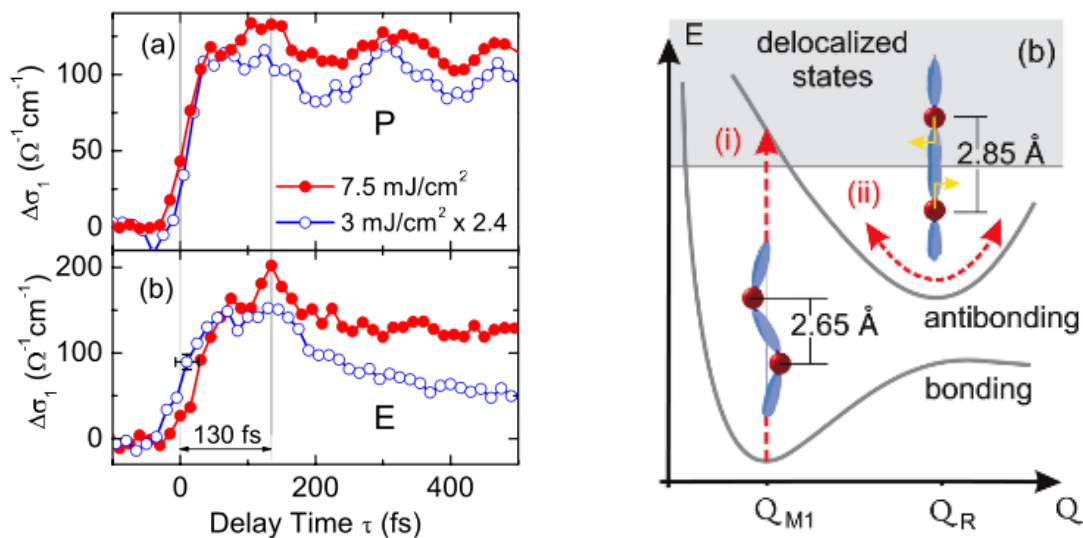 (a)
Δσ₁ (Ω⁻¹cm⁻¹)
100
50
0
P
7.5 mJ/cm²
3 mJ/cm² x 2.4
(b)
Δσ₁ (Ω⁻¹cm⁻¹)
200
100
0
E
130 fs
0
200
400
Delay Time τ (fs)
E
delocalized
states
(b)
(i)
2.85 Å
(ii)
2.65 Å
antibonding
bonding
Q_M1
Q_R
Q